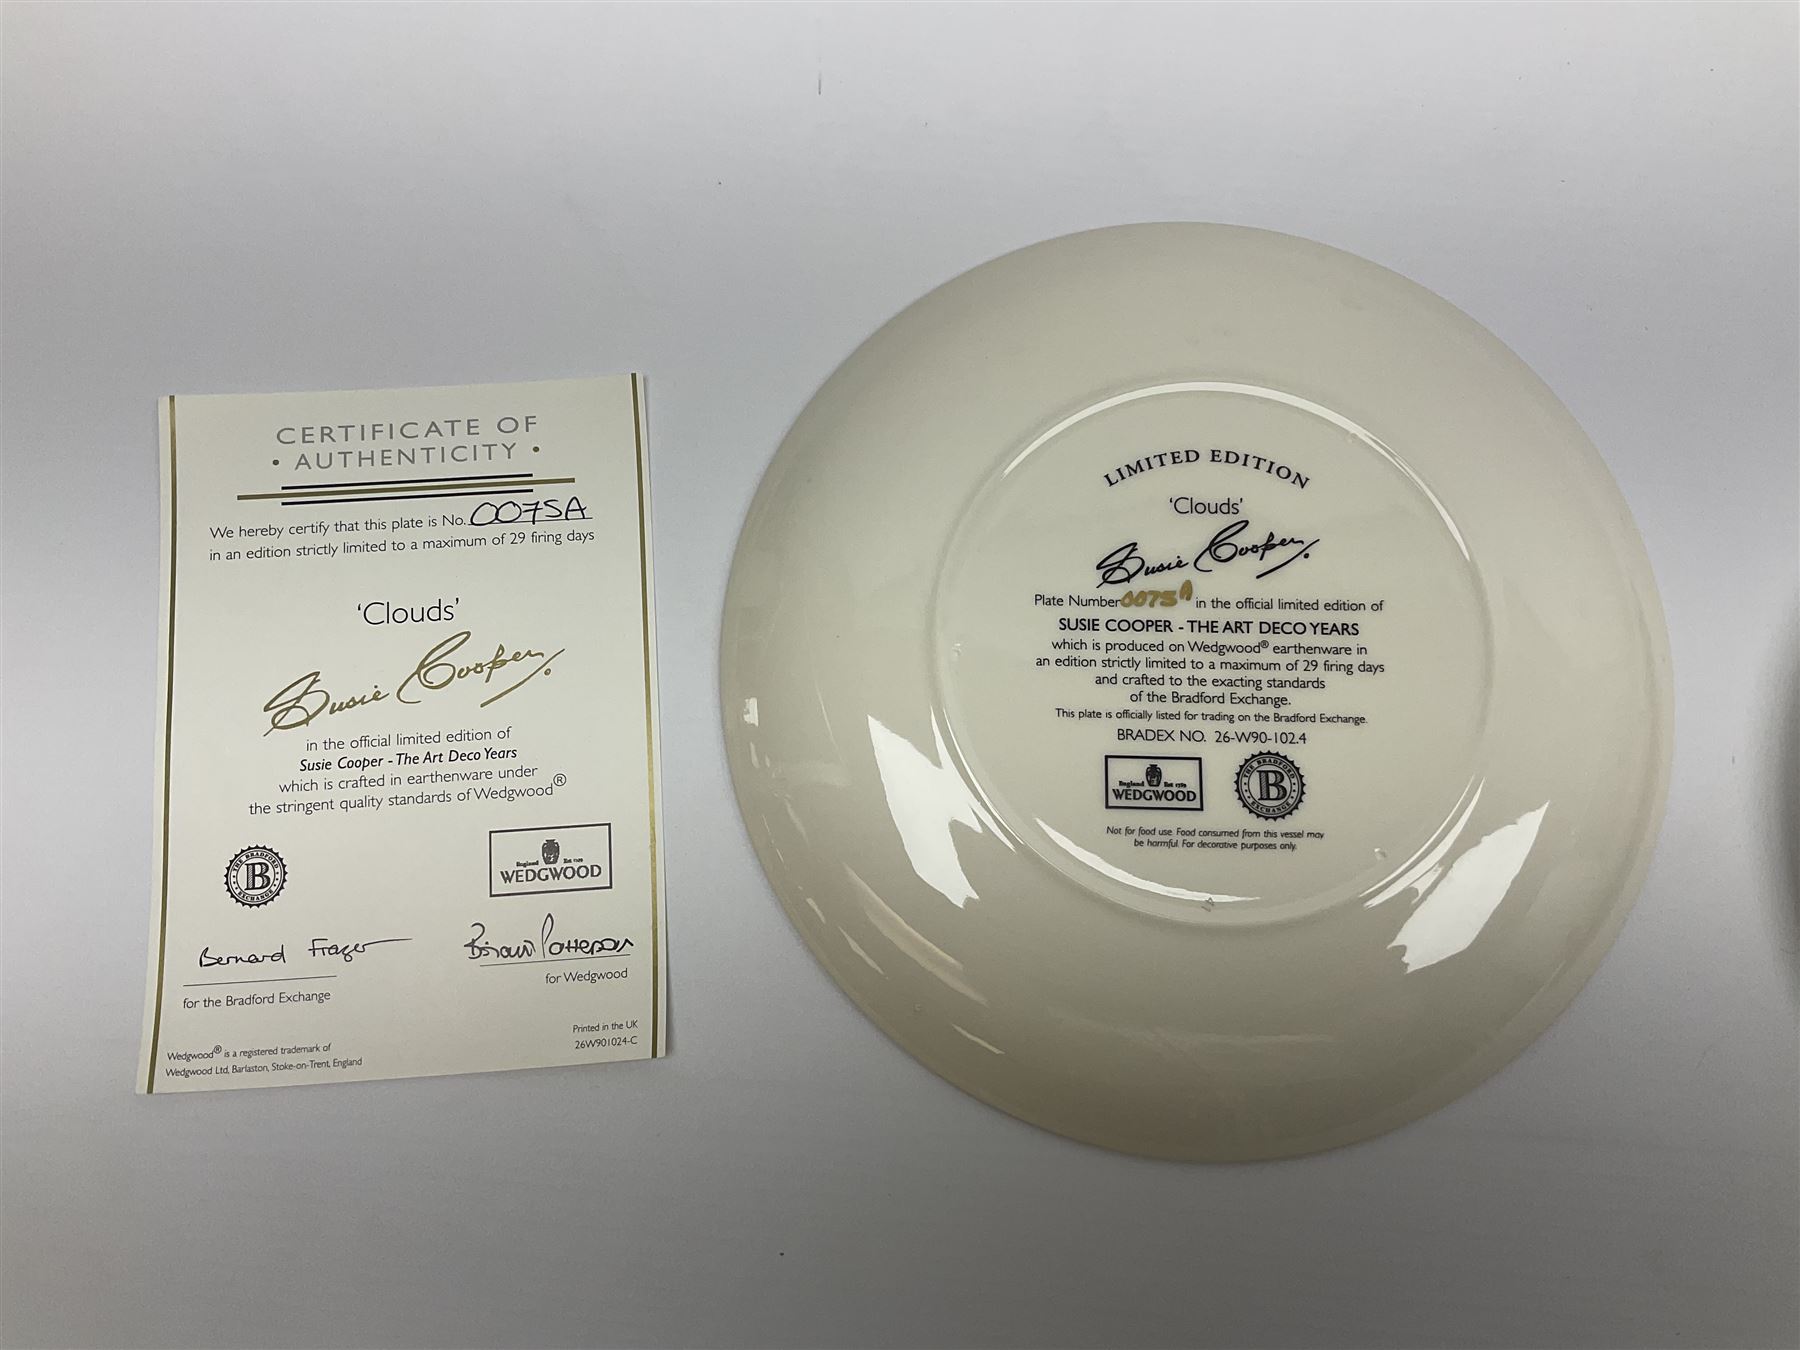 CERTIFICATE OF
• AUTHENTICITY •
We hereby certify that this plate is No. 0075A
in an edition strictly limited to a maximum of 29 firing days
'Clouds'
Susie Cooper.
in the official limited edition of
Susie Cooper - The Art Deco Years
which is crafted in earthenware under
the stringent quality standards of Wedgwood®
THE BRADFORD
B
EXCHANGE
England Est 1759
WEDGWOOD
Bernard Frazer
for the Bradford Exchange
Brian Patterson
for Wedgwood
Wedgwood® is a registered trademark of
Wedgwood Ltd, Barlaston, Stoke-on-Trent, England
Printed in the UK
26W901024-C
LIMITED EDITION
'Clouds'
Susie Cooper.
Plate Number 0075A in the official limited edition of
SUSIE COOPER - THE ART DECO YEARS
which is produced on Wedgwood® earthenware in
an edition strictly limited to a maximum of 29 firing days
and crafted to the exacting standards
of the Bradford Exchange.
This plate is officially listed for trading on the Bradford Exchange.
BRADEX NO. 26-W90-102.4
England Est 1759
WEDGWOOD
THE BRADFORD
B
EXCHANGE
Not for food use. Food consumed from this vessel may
be harmful. For decorative purposes only.